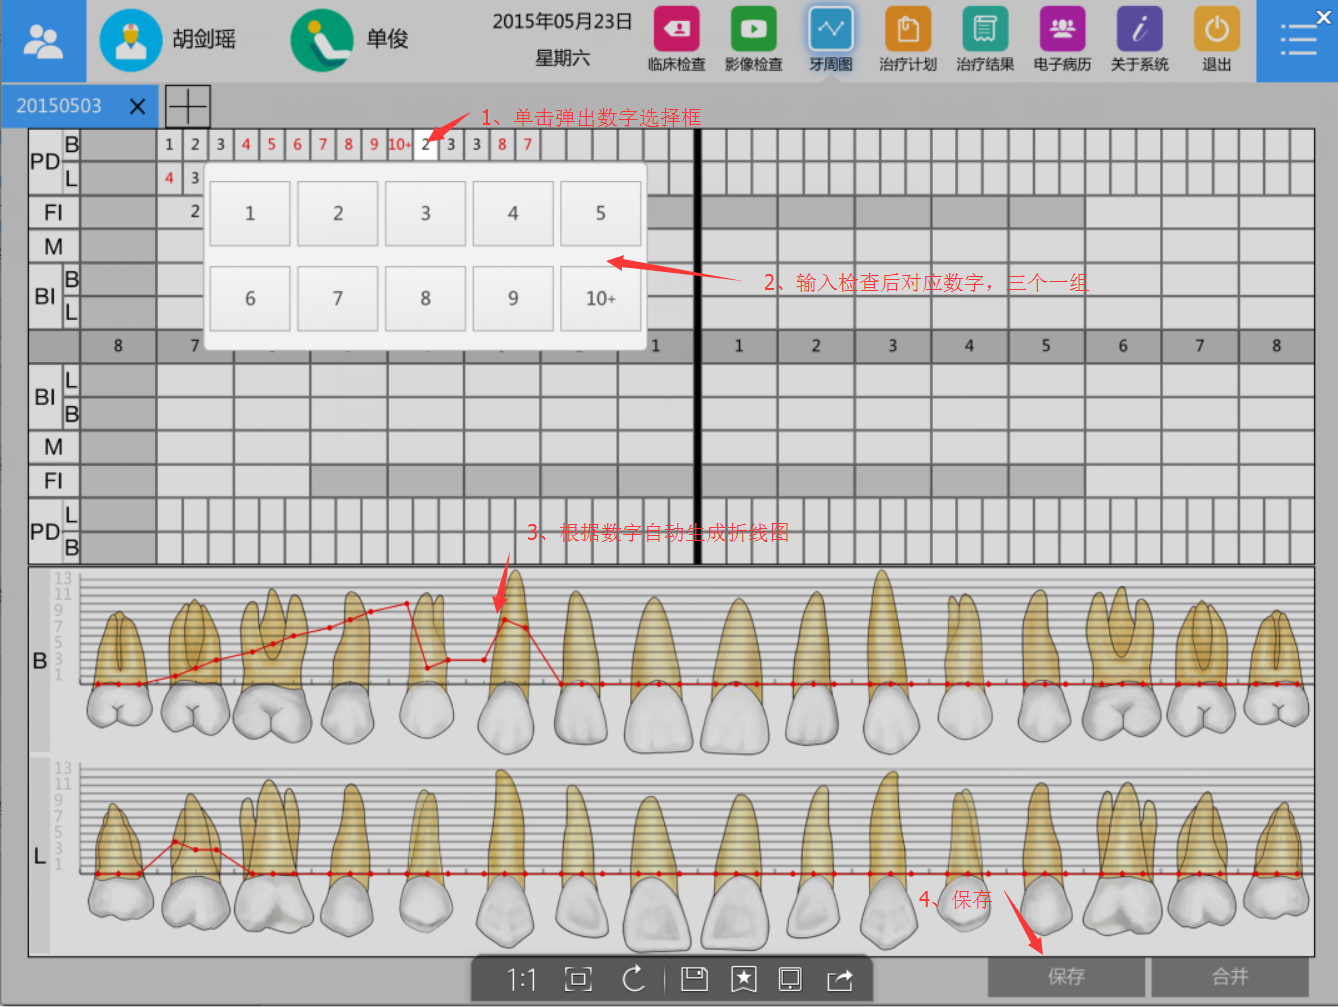 胡剑瑶 单俊 2015年05月23日
星期六
临床检查 影像检查 牙周图 治疗计划 治疗结果 电子病历 关于系统 退出
20150503
1、单击弹出数字选择框
PD B 1 2 3 4 5 6 7 8 9 10+ 2 3 3 8 7
L 4 3
FI 2
1 2 3 4 5
M
2、输入检查后对应数字，三个一组
BI B
L
6 7 8 9 10+
8 7 1 1 2 3 4 5 6 7 8
BI L
B
M
FI
PD L
B
3、根据数字自动生成折线图
B 13 11 9 7 5 3 1
L 13 11 9 7 5 3 1
4、保存
1:1
保存 合并